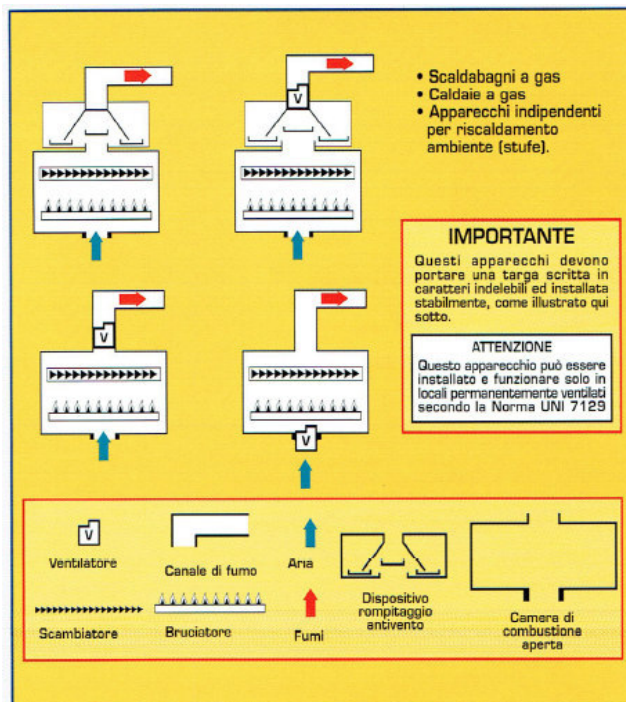 V
• Scaldabagni a gas
• Caldaie a gas
• Apparecchi indipendenti
per riscaldamento
ambiente (stufe).
IMPORTANTE
Questi apparecchi devono
portare una targa scritta in
caratteri indelebili ed installata
stabilmente, come illustrato qui
sotto.
ATTENZIONE
Questo apparecchio può essere
installato e funzionare solo in
locali permanentemente ventilati
secondo la Norma UNI 7129
V
V
V
Ventilatore
Canale di fumo
Aria
Dispositivo
rompitaggio
antivento
Camera di
combustione
aperta
Scambiatore
Bruciatore
Fumi